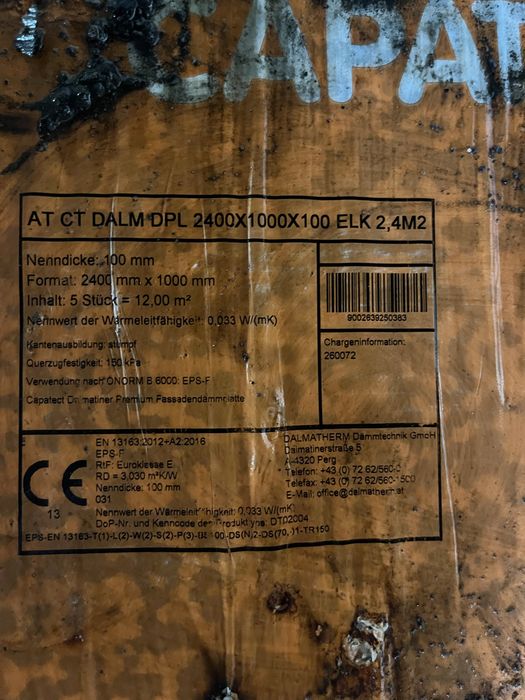 CAPAT
AT CT DALM DPL 2400X1000X100 ELK 2,4M2
Nenndicke: 100 mm
Format: 2400 mm x 1000 mm
Inhalt: 5 Stück = 12,00 m²
Nennwert der Wärmeleitfähigkeit: 0,033 W/(mK)
Kantenausbildung: stumpf
Querzugfestigkeit: 150 kPa
Verwendung nach ÖNORM B 6000: EPS-F
Capatect Dalmatiner Premium Fassadendämmplatte
9002639250383
Chargeninformation:
260072
CE
13
EN 13163:2012+A2:2016
EPS-F
RtF: Euroklasse E
RD = 3,030 m²K/W
Nenndicke: 100 mm
031
Nennwert der Wärmeleitfähigkeit: 0,033 W/(mK)
DoP-Nr. und Kenncode des Produkttyps: DT02004
EPS-EN 13163-T(1)-L(2)-W(2)-S(2)-P(3)-BS100-DS(N)2-DS(70,-)1-TR150
DALMATHERM Dämmtechnik GmbH
Dalmatinerstraße 5
A-4320 Perg
Telefon: +43 (0) 72 62/560-0
Telefax: +43 (0) 72 62/560-1500
E-Mail: office@dalmatherm.at